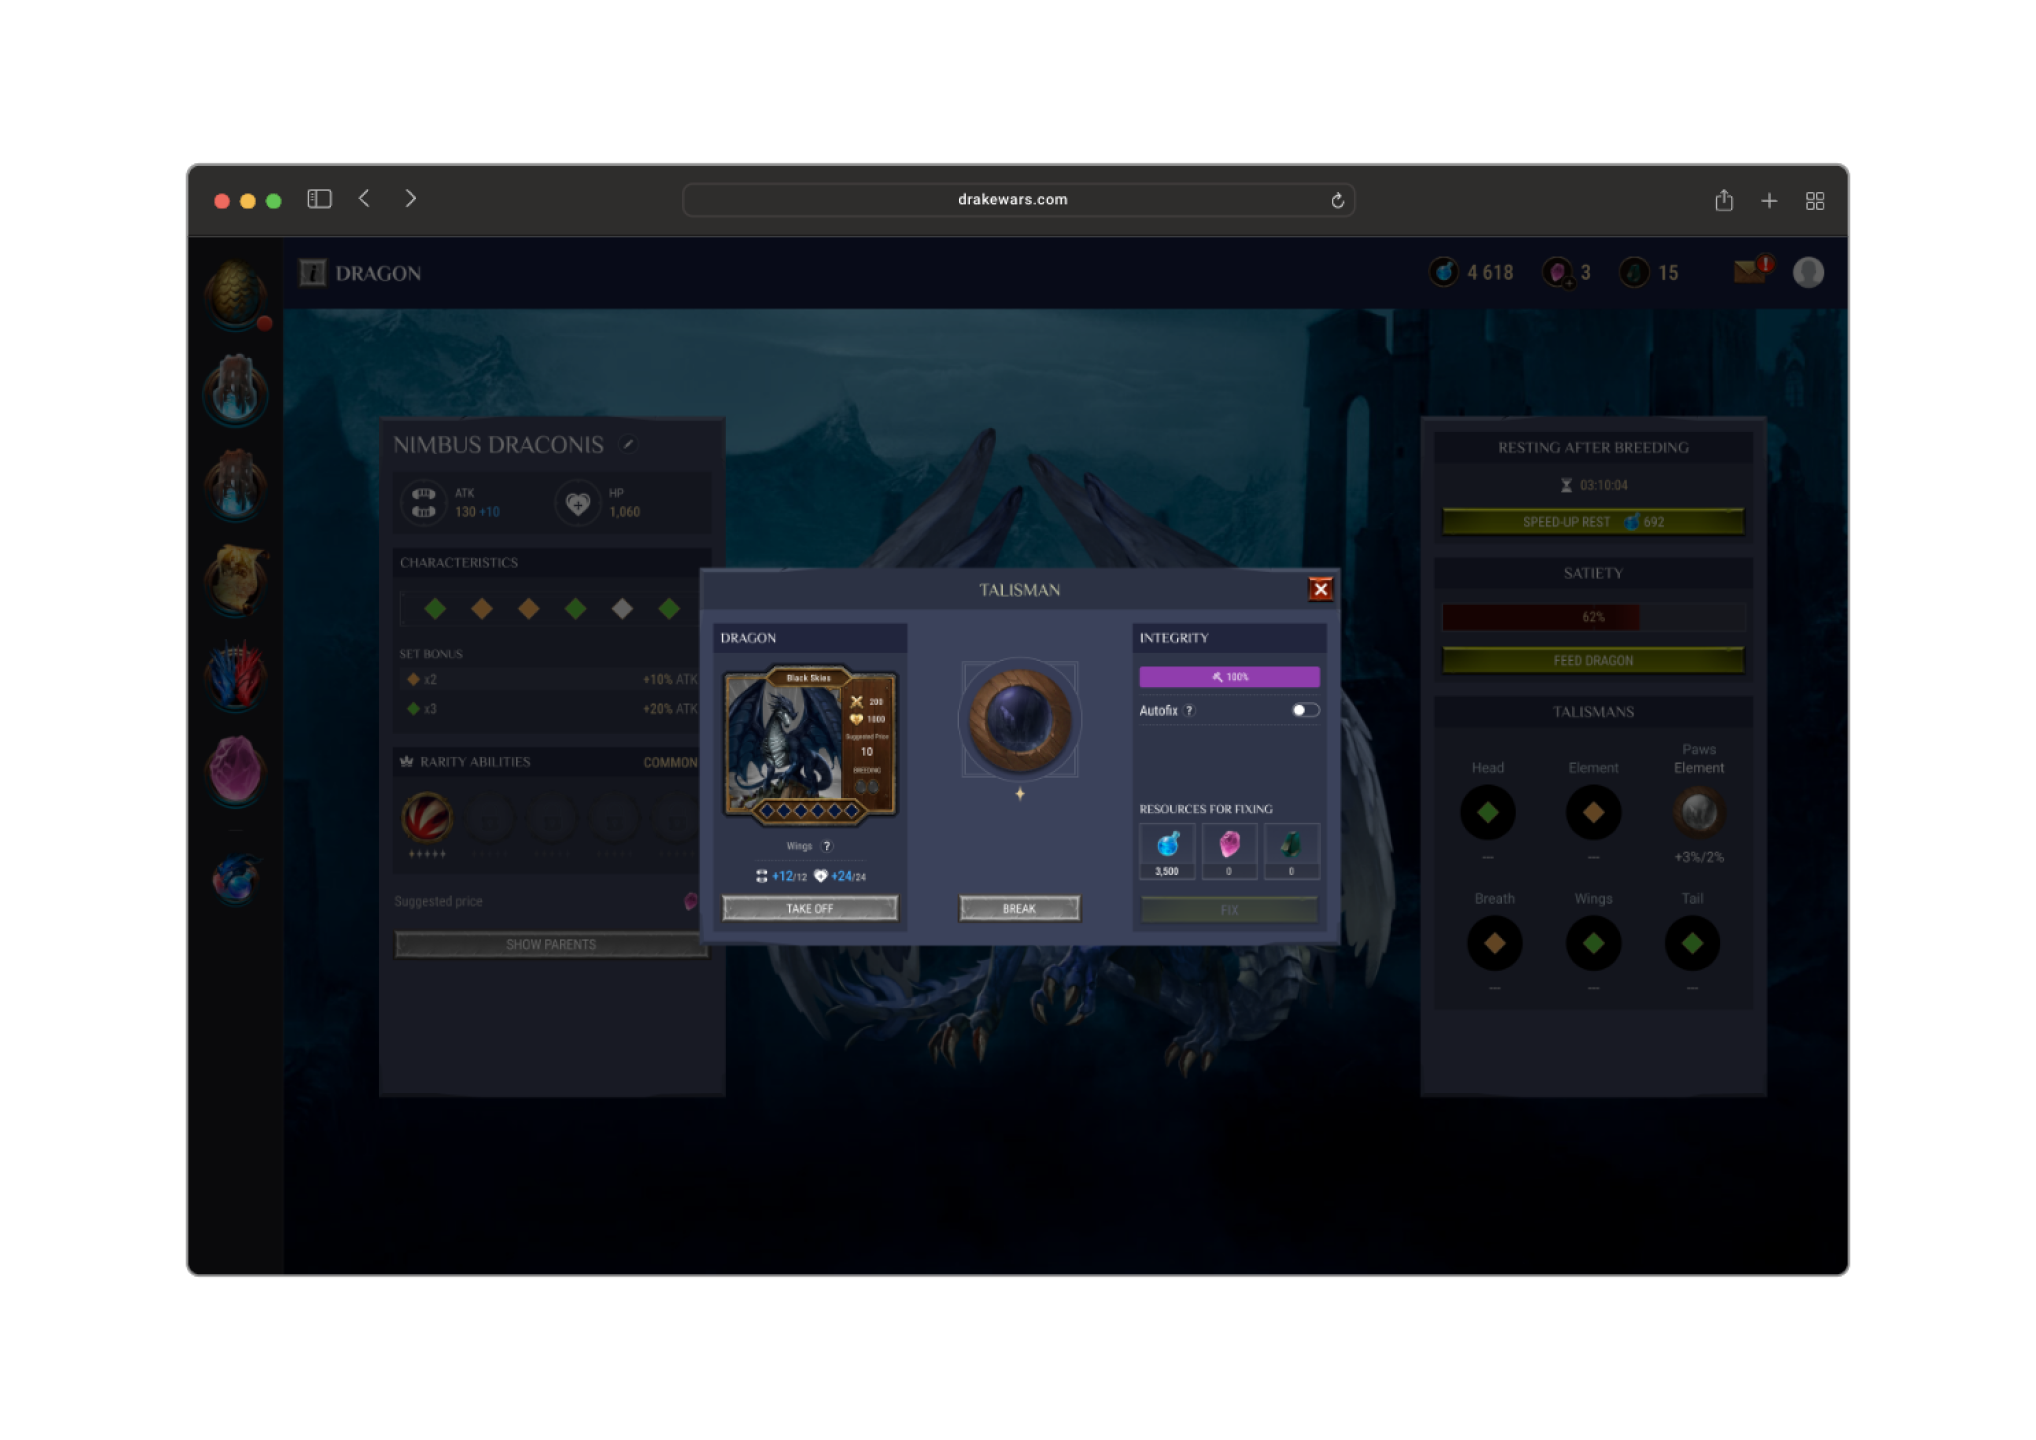 drakewars.com
DRAGON
4 618
3
15
NIMBUS DRACONIS
ATK
130 +10
HP
1,060
CHARACTERISTICS
SET BONUS
x2
+10% ATK
x3
+20% ATK
RARITY ABILITIES
COMMON
Suggested price
SHOW PARENTS
TALISMAN
DRAGON
Black Skies
200
1000
Suggested Price
10
BREEDING
Wings ?
+12/12 +24/24
TAKE OFF
BREAK
INTEGRITY
100%
Autofix ?
RESOURCES FOR FIXING
3,500
0
0
FIX
RESTING AFTER BREEDING
03:10:04
SPEED-UP REST 692
SATIETY
62%
FEED DRAGON
TALISMANS
Head
Element
Paws
Element
---
---
+3%/2%
Breath
Wings
Tail
---
---
---